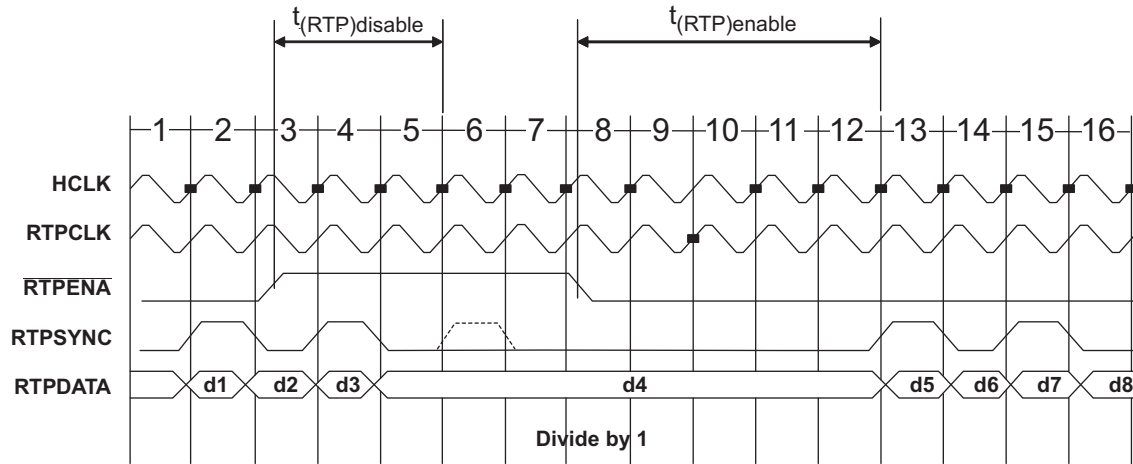 t(RTP)disable t(RTP)enable
1 2 3 4 5 6 7 8 9 10 11 12 13 14 15 16
HCLK
RTPCLK
RTPENA
RTPSYNC
RTPDATA d1 d2 d3 d4 d5 d6 d7 d8
Divide by 1